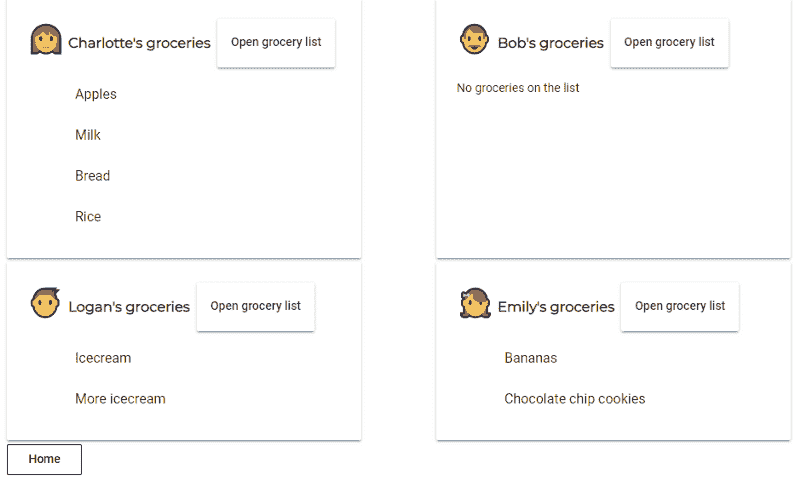 Charlotte's groceries
Open grocery list
Apples
Milk
Bread
Rice
Bob's groceries
Open grocery list
No groceries on the list
Logan's groceries
Open grocery list
Icecream
More icecream
Emily's groceries
Open grocery list
Bananas
Chocolate chip cookies
Home